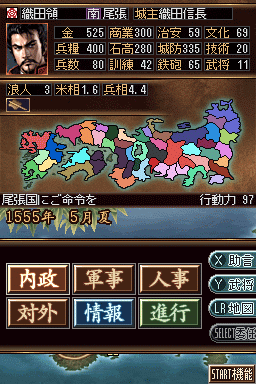 織田領 南尾張 城主織田信長
金 525 商業300 治安 59 文化 69
兵糧 400 石高280 城防335 技術 20
兵数 80 訓練 42 鉄砲 65 武将 11
浪人 3 米相1.6 兵相4.4
尾張国にご命令を 行動力 97
1555年 5月 夏
内政 軍事 人事
対外 情報 進行
X 助言
Y 武将
LR 地図
SELECT 委任
START 機能